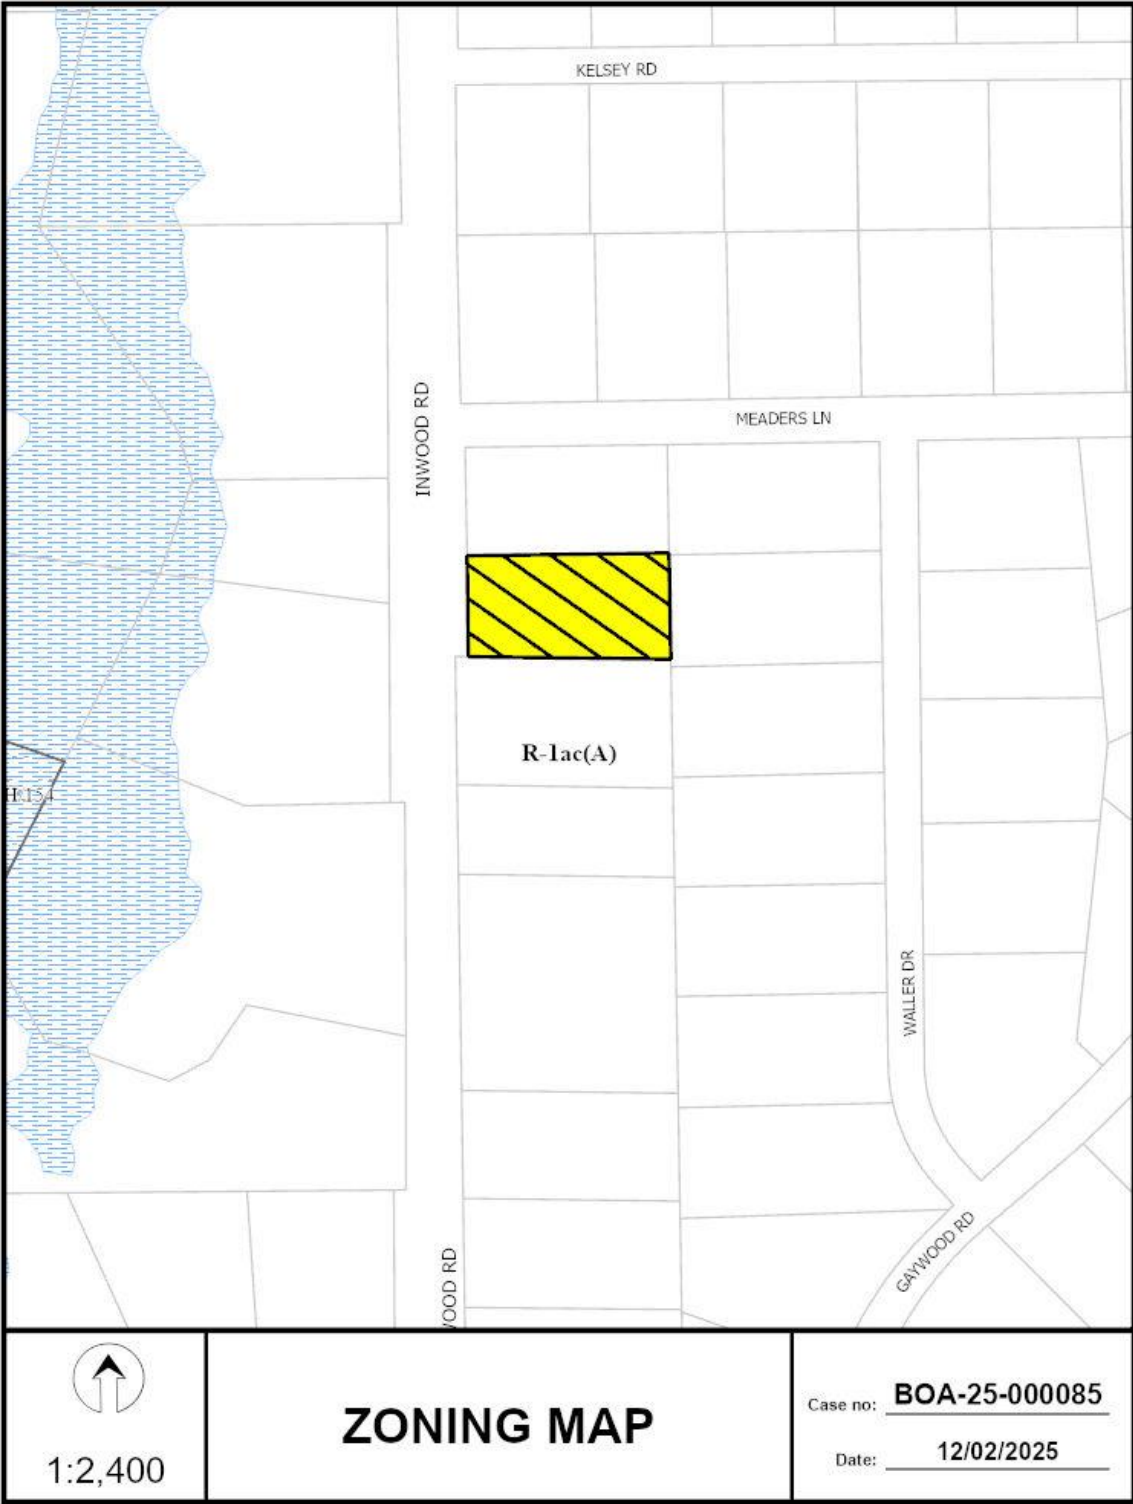 KELSEY RD
INWOOD RD
MEADERS LN
R-1ac(A)
WALLER DR
WOOD RD
GAYWOOD RD
1:2,400
ZONING MAP
Case no: BOA-25-000085
Date: 12/02/2025